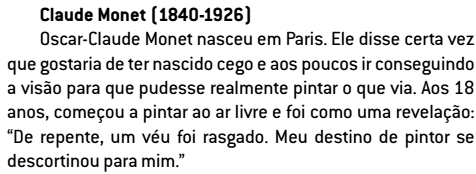 Claude Monet (1840-1926)
Oscar-Claude Monet nasceu em Paris. Ele disse certa vez
que gostaria de ter nascido cego e aos poucos ir conseguindo
a visão para que pudesse realmente pintar o que via. Aos 18
anos, começou a pintar ao ar livre e foi como uma revelação:
“De repente, um véu foi rasgado. Meu destino de pintor se
descortinou para mim.”